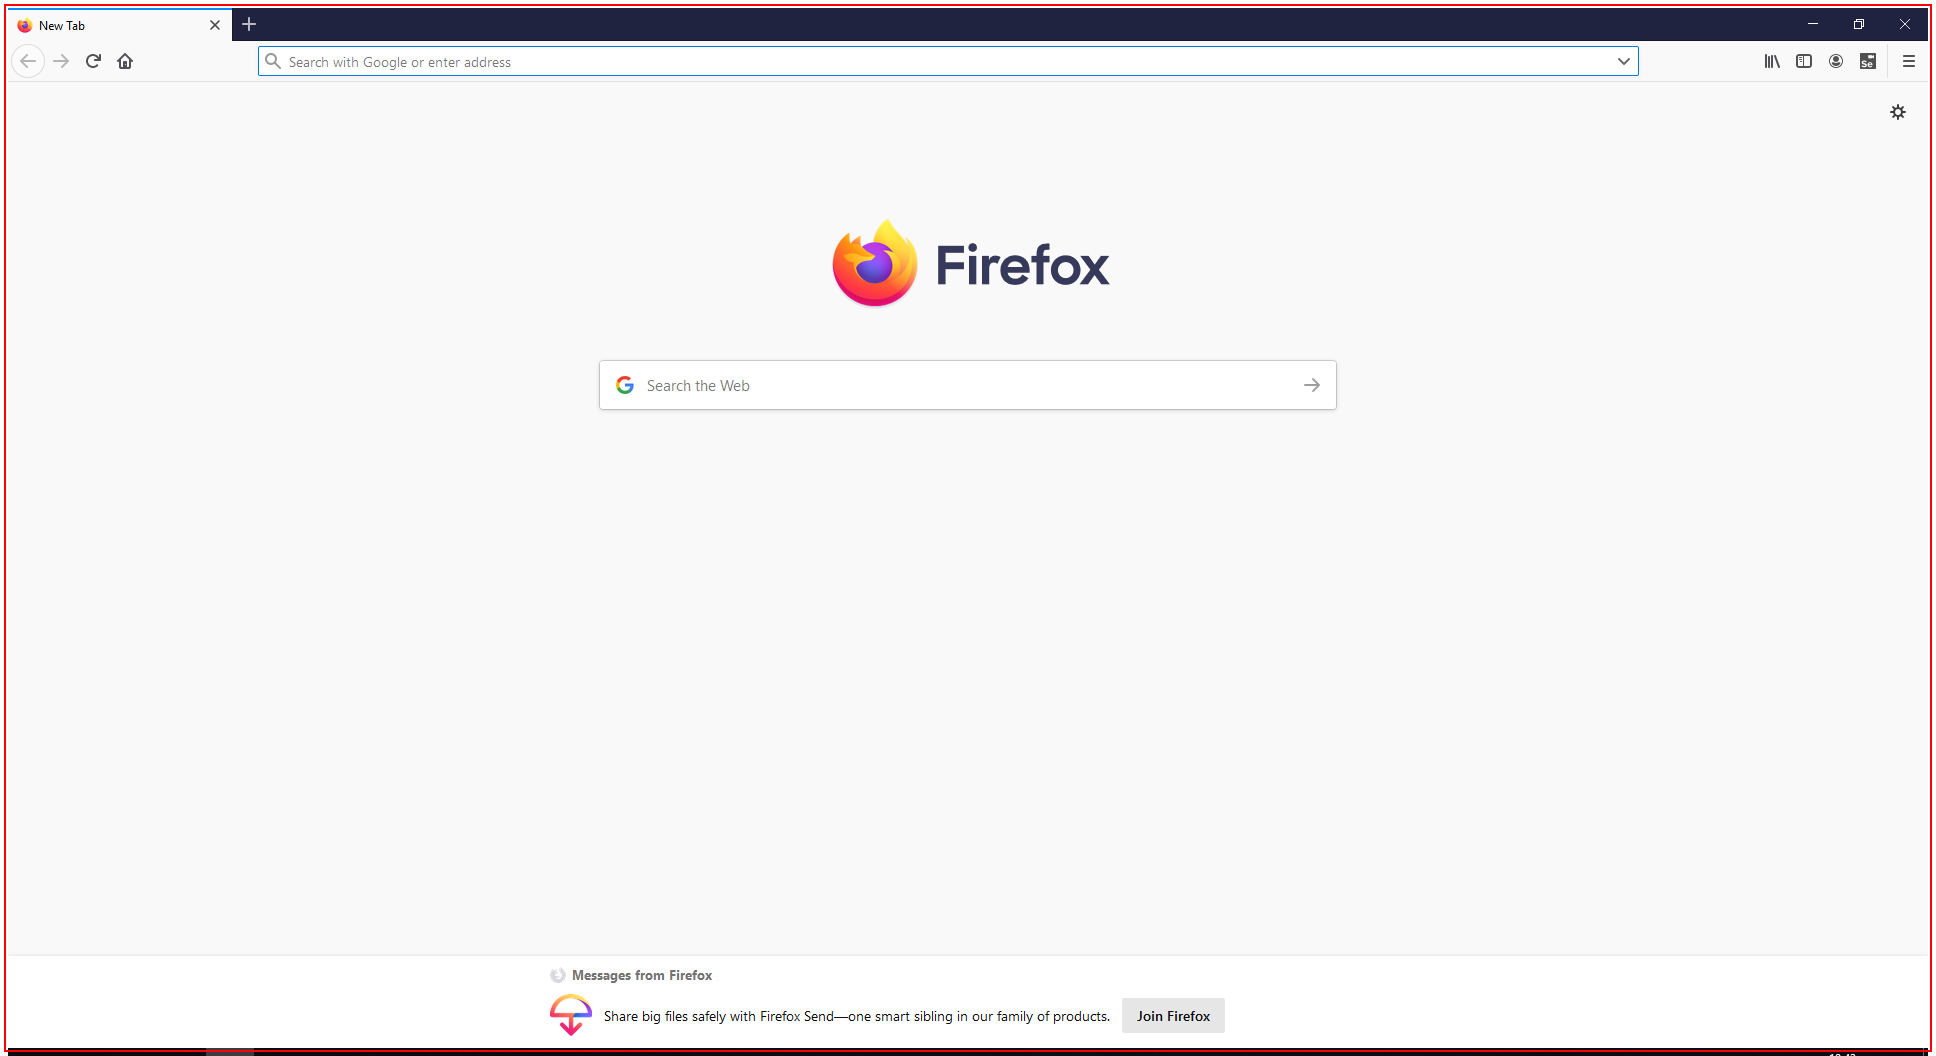 New Tab
Search with Google or enter address
Se
Firefox
Search the Web
Messages from Firefox
Share big files safely with Firefox Send—one smart sibling in our family of products.
Join Firefox